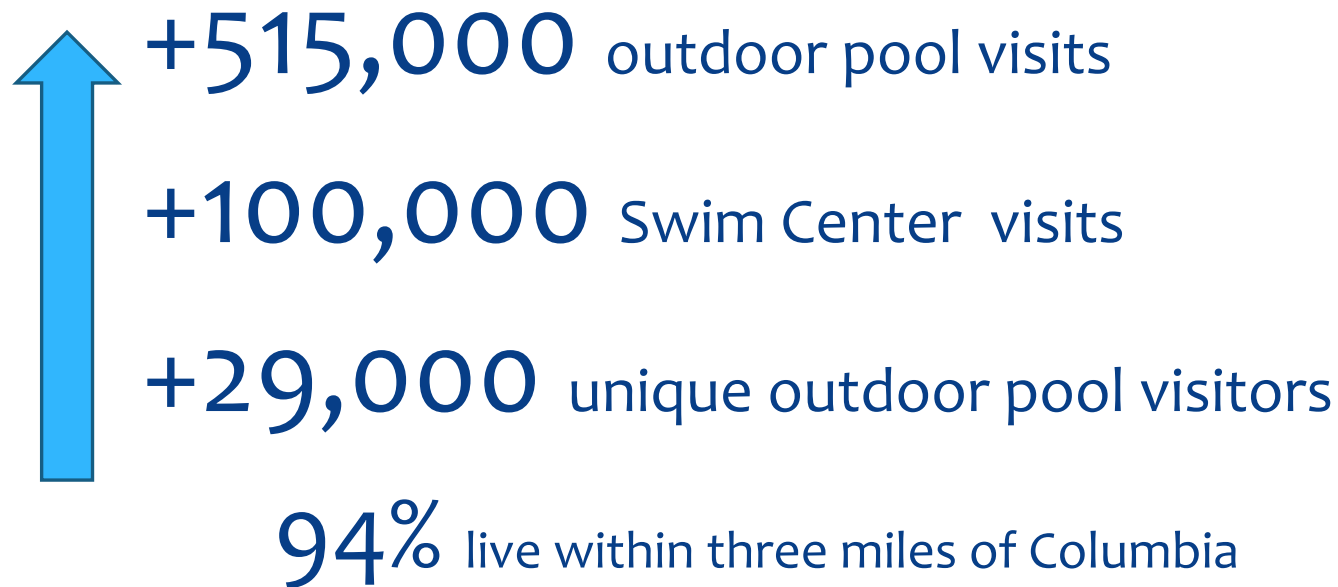 +515,000 outdoor pool visits
+100,000 Swim Center visits
+29,000 unique outdoor pool visitors
94% live within three miles of Columbia